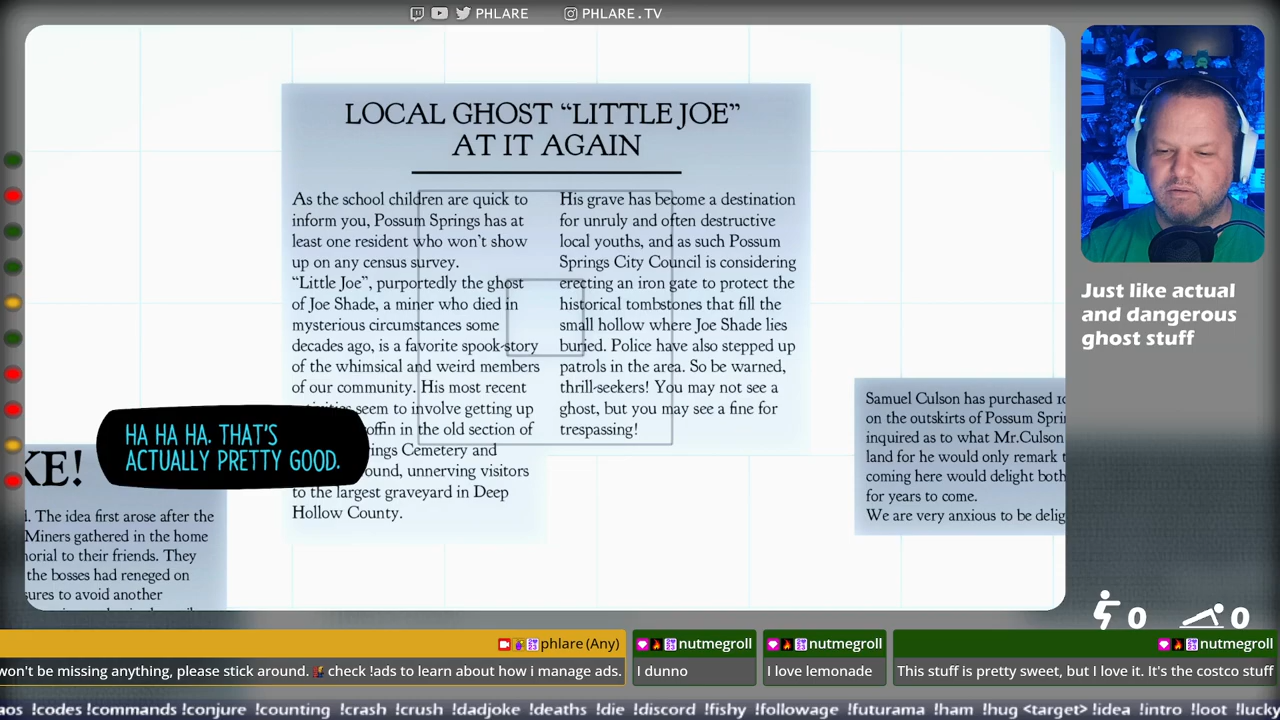 PHLARE
PHLARE.TV
LOCAL GHOST “LITTLE JOE”
AT IT AGAIN
As the school children are quick to
inform you, Possum Springs has at
least one resident who won't show
up on any census survey.
“Little Joe”, purportedly the ghost
of Joe Shade, a miner who died in
mysterious circumstances some
decades ago, is a favorite spook-story
of the whimsical and weird members
of our community. His most recent
seem to involve getting up
offin in the old section of
ings Cemetery and
ound, unnerving visitors
to the largest graveyard in Deep
Hollow County.
His grave has become a destination
for unruly and often destructive
local youths, and as such Possum
Springs City Council is considering
erecting an iron gate to protect the
historical tombstones that fill the
small hollow where Joe Shade lies
buried. Police have also stepped up
patrols in the area. So be warned,
thrill-seekers! You may not see a
ghost, but you may see a fine for
trespassing!
HA HA HA. THAT'S
ACTUALLY PRETTY GOOD.
KE!
d. The idea first arose after the
Miners gathered in the home
orial to their friends. They
the bosses had reneged on
sures to avoid another
Samuel Culson has purchased 10
on the outskirts of Possum Sprin
inquired as to what Mr.Culson
land for he would only remark t
coming here would delight both
for years to come.
We are very anxious to be delig
Just like actual
and dangerous
ghost stuff
0
0
phlare (Any)
won't be missing anything, please stick around. check !ads to learn about how i manage ads.
nutmegroll
I dunno
nutmegroll
I love lemonade
nutmegroll
This stuff is pretty sweet, but I love it. It's the costco stuff
aos !codes !commands !conjure !counting !crash !crush !dadjoke !deaths !die !discord !fishy !followage !futurama !ham !hug <target> !idea !intro !loot !lucky